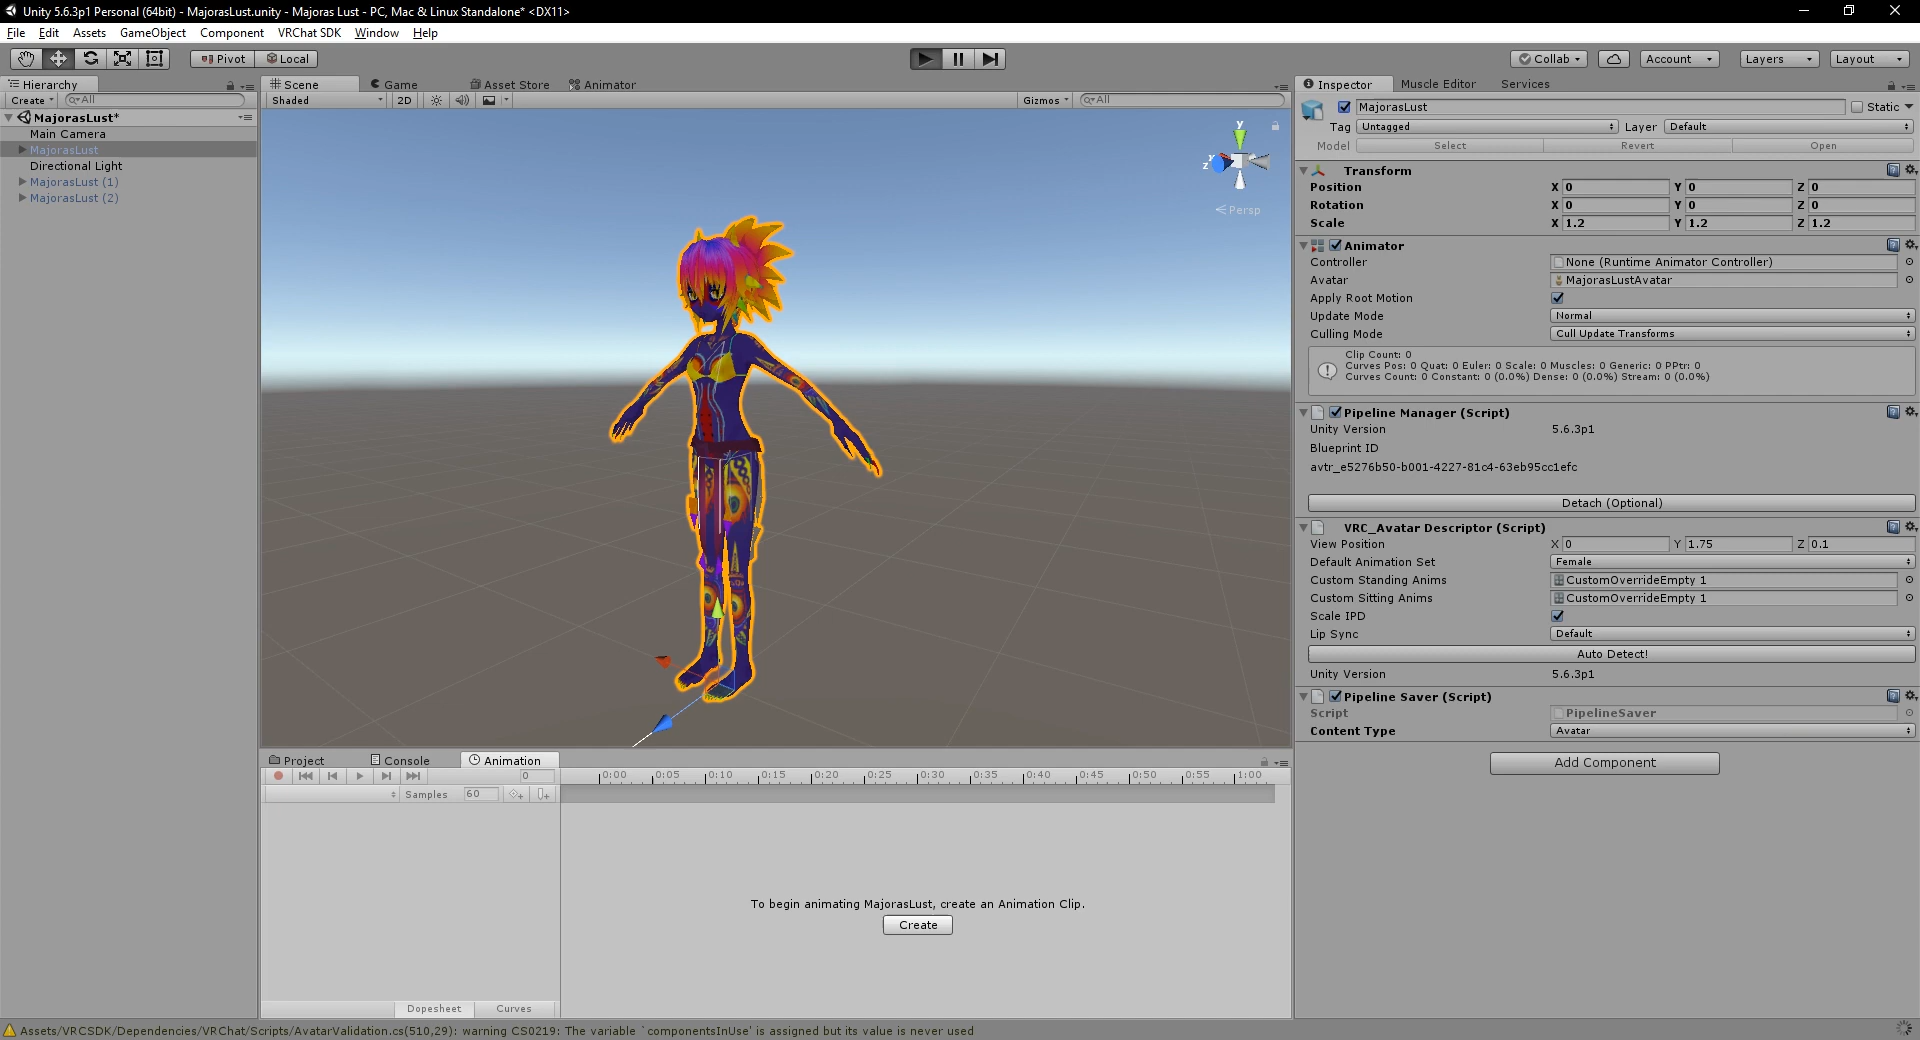 Unity 5.6.3p1 Personal (64bit) - MajorasLust.unity - Majoras Lust - PC, Mac & Linux Standalone* <DX11>
File Edit Assets GameObject Component VRChat SDK Window Help
Pivot Local Collab Account Layers Layout
Hierarchy
Create All
MajorasLust*
Main Camera
MajorasLust
Directional Light
MajorasLust (1)
MajorasLust (2)
Scene Game Asset Store Animator
Shaded 2D Gizmos All
y
x
z
Persp
Project Console Animation
0
0:00 0:05 0:10 0:15 0:20 0:25 0:30 0:35 0:40 0:45 0:50 0:55 1:00
Samples 60
To begin animating MajorasLust, create an Animation Clip.
Create
Dopesheet Curves
Inspector Muscle Editor Services
MajorasLust Static
Tag Untagged Layer Default
Model Select Revert Open
Transform
Position X 0 Y 0 Z 0
Rotation X 0 Y 0 Z 0
Scale X 1.2 Y 1.2 Z 1.2
Animator
Controller None (Runtime Animator Controller)
Avatar MajorasLustAvatar
Apply Root Motion
Update Mode Normal
Culling Mode Cull Update Transforms
Clip Count: 0
Curves Pos: 0 Quat: 0 Euler: 0 Scale: 0 Muscles: 0 Generic: 0 PPtr: 0
Curves Count: 0 Constant: 0 (0.0%) Dense: 0 (0.0%) Stream: 0 (0.0%)
Pipeline Manager (Script)
Unity Version 5.6.3p1
Blueprint ID
avtr_e5276b50-b001-4227-81c4-63eb95cc1efc
Detach (Optional)
VRC_Avatar Descriptor (Script)
View Position X 0 Y 1.75 Z 0.1
Default Animation Set Female
Custom Standing Anims CustomOverrideEmpty 1
Custom Sitting Anims CustomOverrideEmpty 1
Scale IPD
Lip Sync Default
Auto Detect!
Unity Version 5.6.3p1
Pipeline Saver (Script)
Script PipelineSaver
Content Type Avatar
Add Component
Assets/VRCSDK/Dependencies/VRChat/Scripts/AvatarValidation.cs(510,29): warning CS0219: The variable `componentsInUse' is assigned but its value is never used